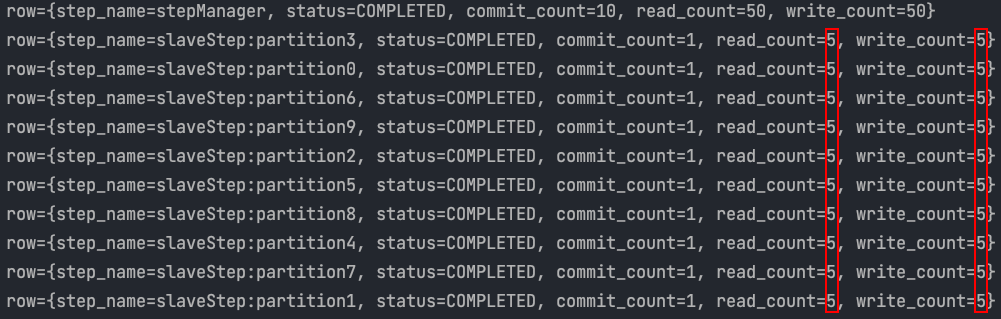 row={step_name=stepManager, status=COMPLETED, commit_count=10, read_count=50, write_count=50}
row={step_name=slaveStep:partition3, status=COMPLETED, commit_count=1, read_count=5, write_count=5}
row={step_name=slaveStep:partition0, status=COMPLETED, commit_count=1, read_count=5, write_count=5}
row={step_name=slaveStep:partition6, status=COMPLETED, commit_count=1, read_count=5, write_count=5}
row={step_name=slaveStep:partition9, status=COMPLETED, commit_count=1, read_count=5, write_count=5}
row={step_name=slaveStep:partition2, status=COMPLETED, commit_count=1, read_count=5, write_count=5}
row={step_name=slaveStep:partition5, status=COMPLETED, commit_count=1, read_count=5, write_count=5}
row={step_name=slaveStep:partition8, status=COMPLETED, commit_count=1, read_count=5, write_count=5}
row={step_name=slaveStep:partition4, status=COMPLETED, commit_count=1, read_count=5, write_count=5}
row={step_name=slaveStep:partition7, status=COMPLETED, commit_count=1, read_count=5, write_count=5}
row={step_name=slaveStep:partition1, status=COMPLETED, commit_count=1, read_count=5, write_count=5}